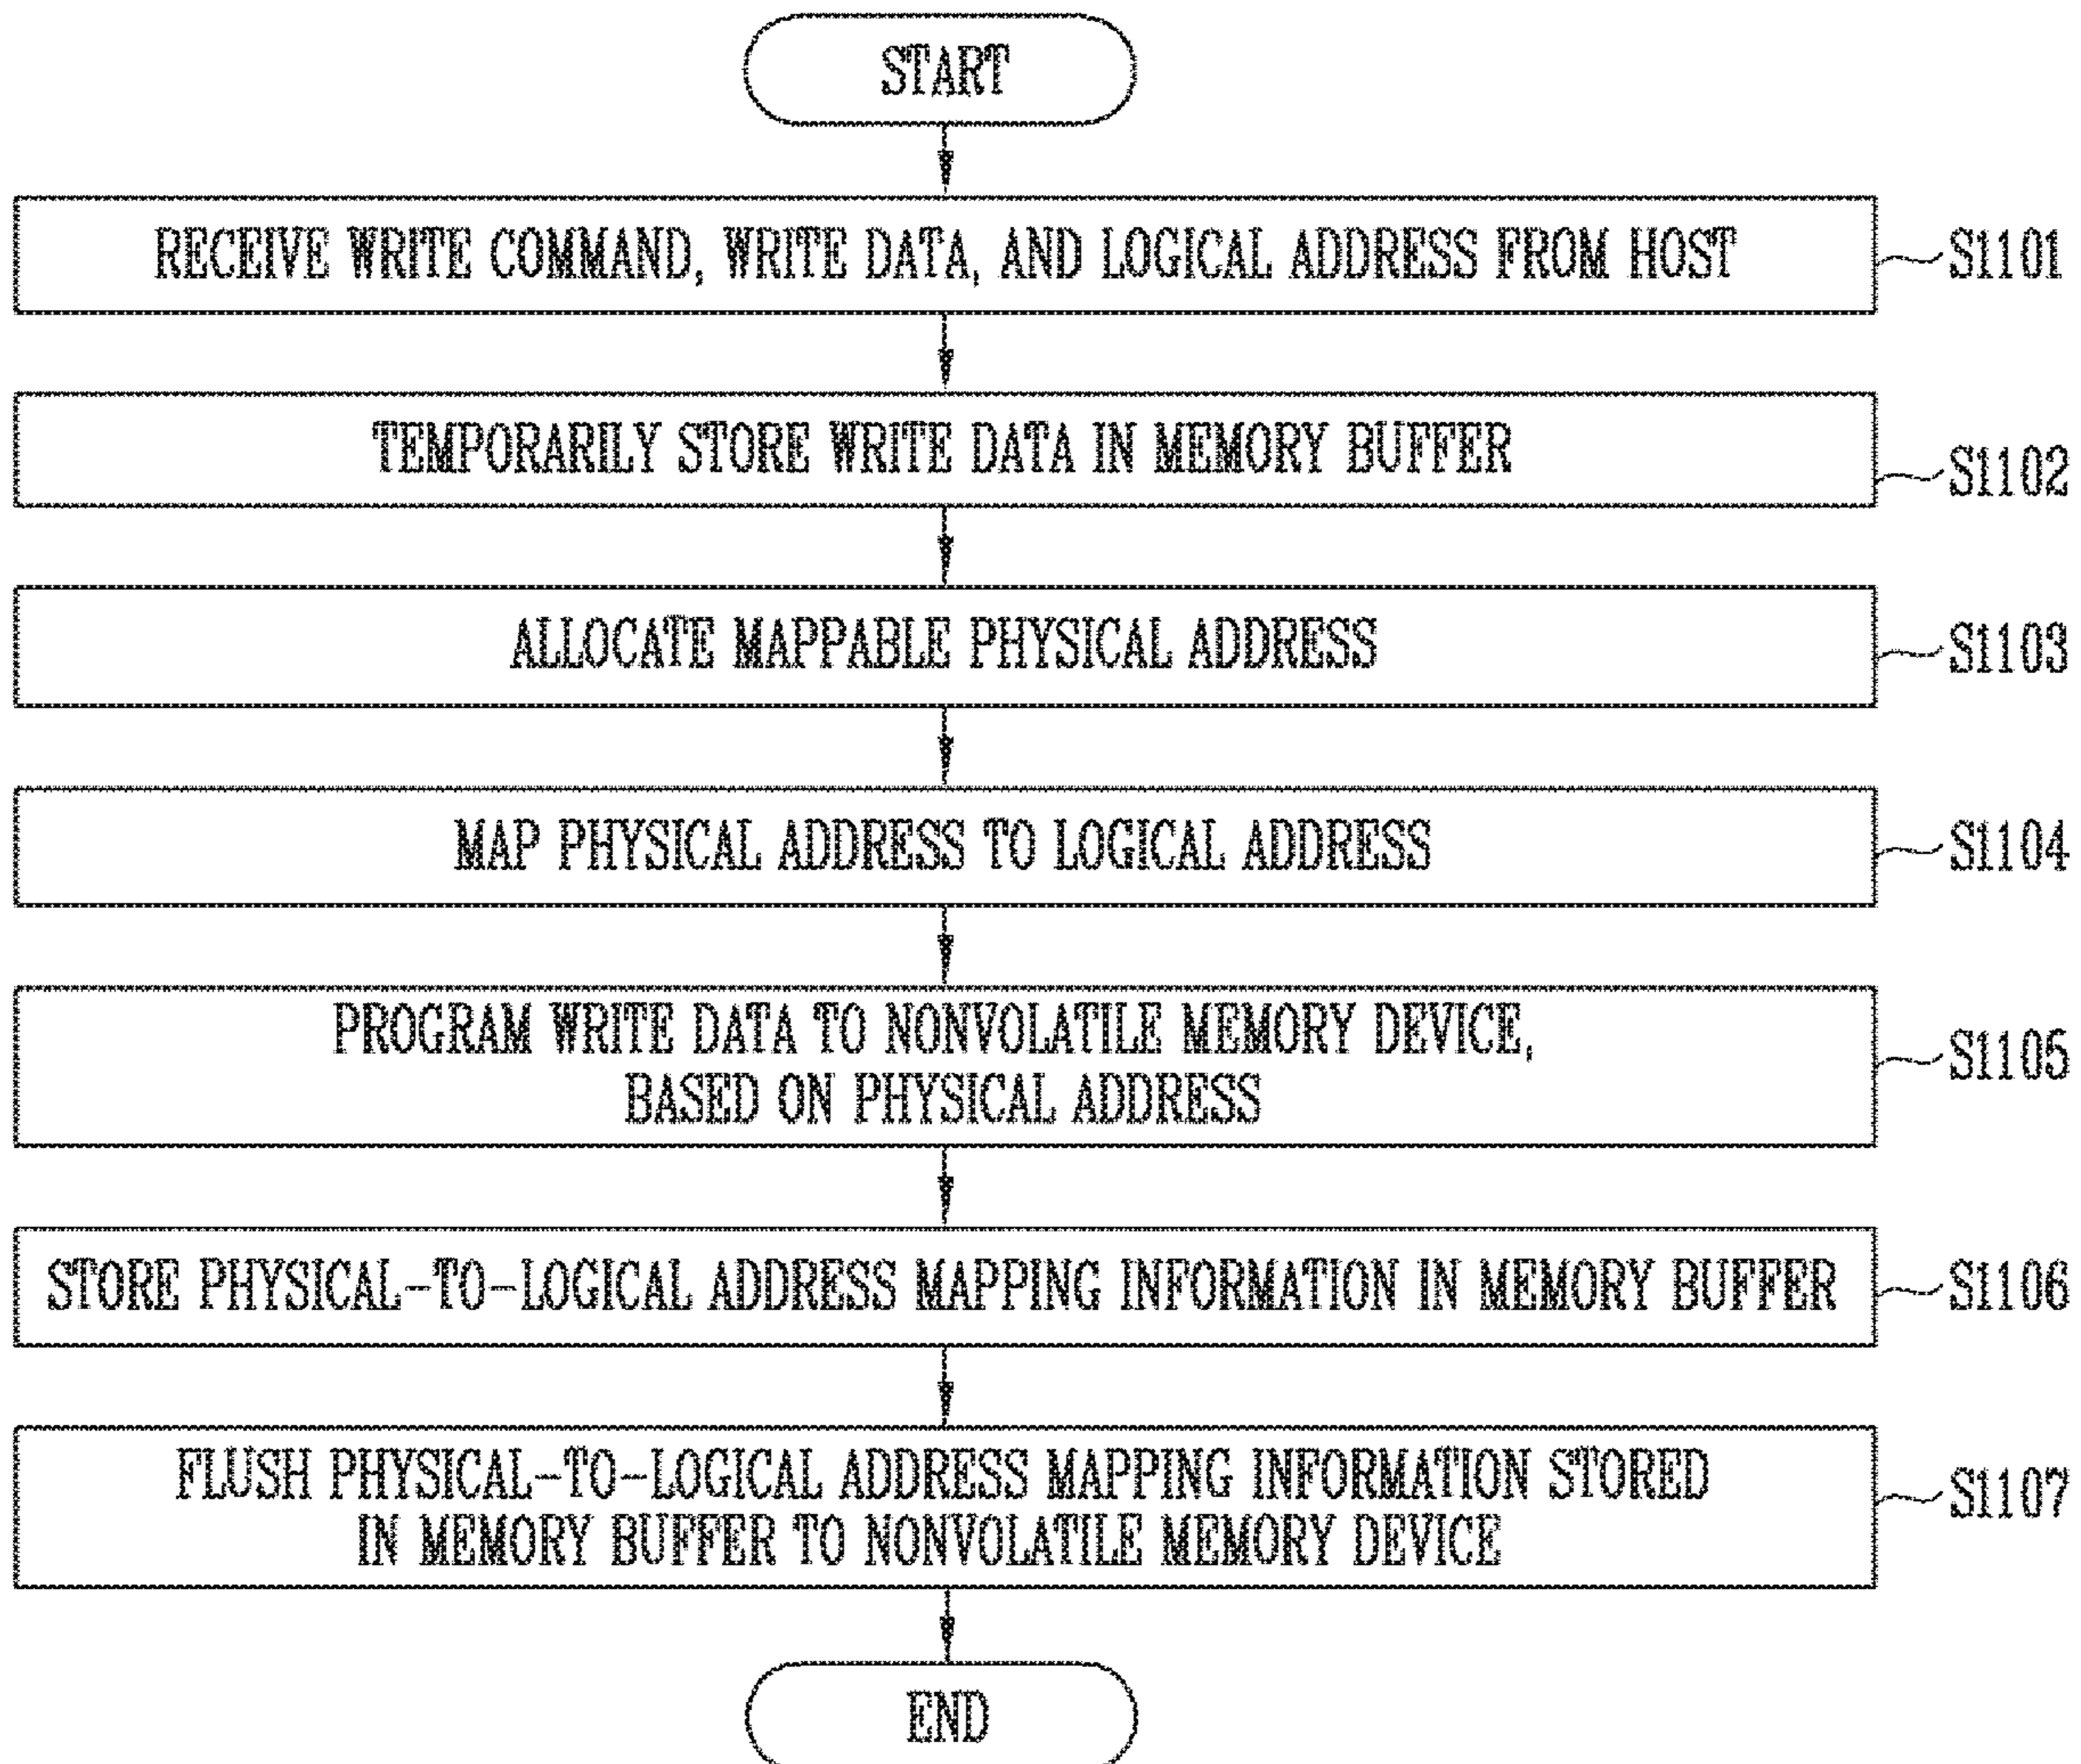 START
RECEIVE WRITE COMMAND, WRITE DATA, AND LOGICAL ADDRESS FROM HOST
S1101
TEMPORARILY STORE WRITE DATA IN MEMORY BUFFER
S1102
ALLOCATE MAPPABLE PHYSICAL ADDRESS
S1103
MAP PHYSICAL ADDRESS TO LOGICAL ADDRESS
S1104
PROGRAM WRITE DATA TO NONVOLATILE MEMORY DEVICE,
BASED ON PHYSICAL ADDRESS
S1105
STORE PHYSICAL-TO-LOGICAL ADDRESS MAPPING INFORMATION IN MEMORY BUFFER
S1106
FLUSH PHYSICAL-TO-LOGICAL ADDRESS MAPPING INFORMATION STORED
IN MEMORY BUFFER TO NONVOLATILE MEMORY DEVICE
S1107
END